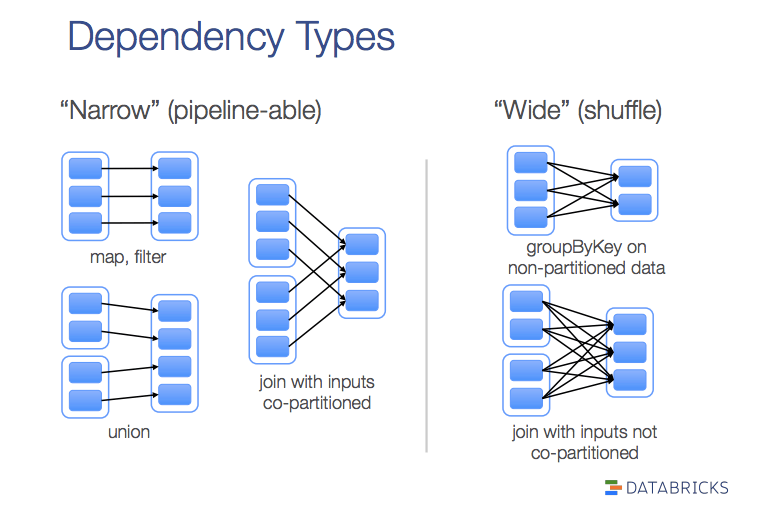 Dependency Types
“Narrow” (pipeline-able)
map, filter
union
join with inputs
co-partitioned
“Wide” (shuffle)
groupByKey on
non-partitioned data
join with inputs not
co-partitioned
DATABRICKS